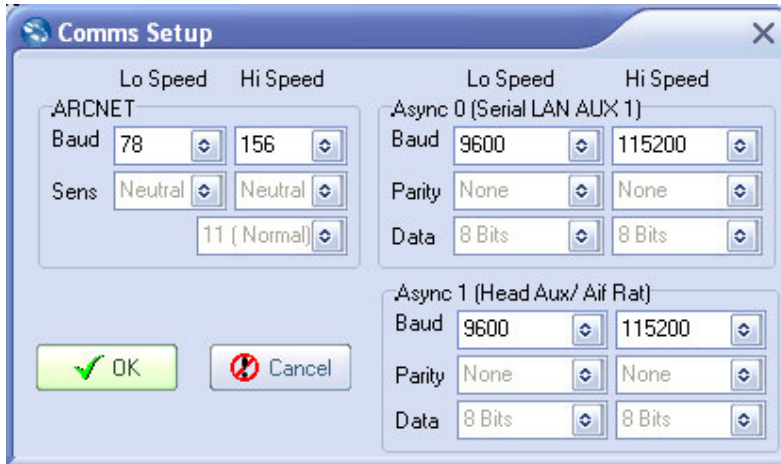 Comms Setup
Lo Speed Hi Speed
ARCNET
Baud 78 156
Sens Neutral Neutral
11 ( Normal)
OK
Cancel
Lo Speed Hi Speed
Async 0 (Serial LAN AUX 1)
Baud 9600 115200
Parity None None
Data 8 Bits 8 Bits
Async 1 (Head Aux/ Aif Rat)
Baud 9600 115200
Parity None None
Data 8 Bits 8 Bits